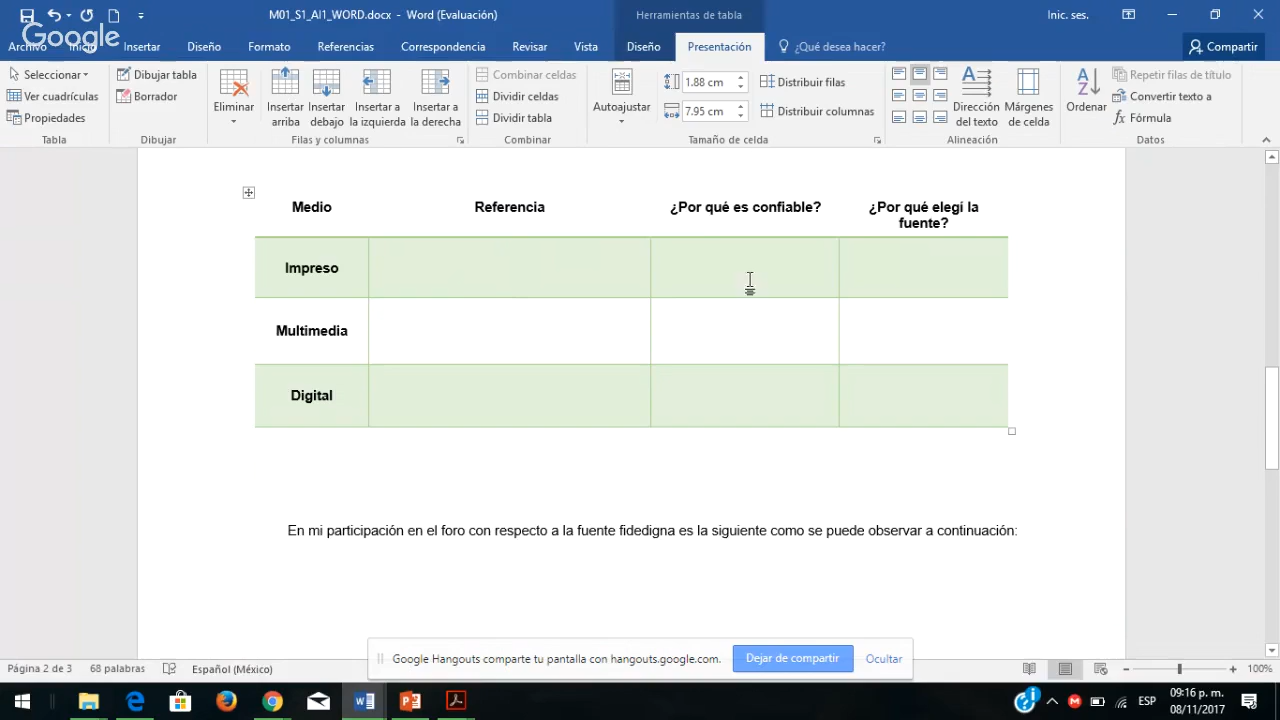 M01_S1_AI1_WORD.docx - Word (Evaluación)
Herramientas de tabla
Inic. ses.
Google
Archivo
Inicio
Insertar
Diseño
Formato
Referencias
Correspondencia
Revisar
Vista
Diseño
Presentación
¿Qué desea hacer?
Compartir
Seleccionar
Ver cuadrículas
Propiedades
Tabla
Dibujar tabla
Borrador
Dibujar
Eliminar
Insertar arriba
Insertar debajo
Insertar a la izquierda
Insertar a la derecha
Filas y columnas
Combinar celdas
Dividir celdas
Dividir tabla
Combinar
Autoajustar
1.88 cm
7.95 cm
Distribuir filas
Distribuir columnas
Tamaño de celda
Dirección del texto
Márgenes de celda
Alineación
Ordenar
Repetir filas de título
Convertir texto a
Fórmula
Datos
Medio
Referencia
¿Por qué es confiable?
¿Por qué elegí la
fuente?
Impreso
Multimedia
Digital
En mi participación en el foro con respecto a la fuente fidedigna es la siguiente como se puede observar a continuación:
Google Hangouts comparte tu pantalla con hangouts.google.com.
Dejar de compartir
Ocultar
Página 2 de 3
68 palabras
Español (México)
100%
ESP
09:16 p. m.
08/11/2017